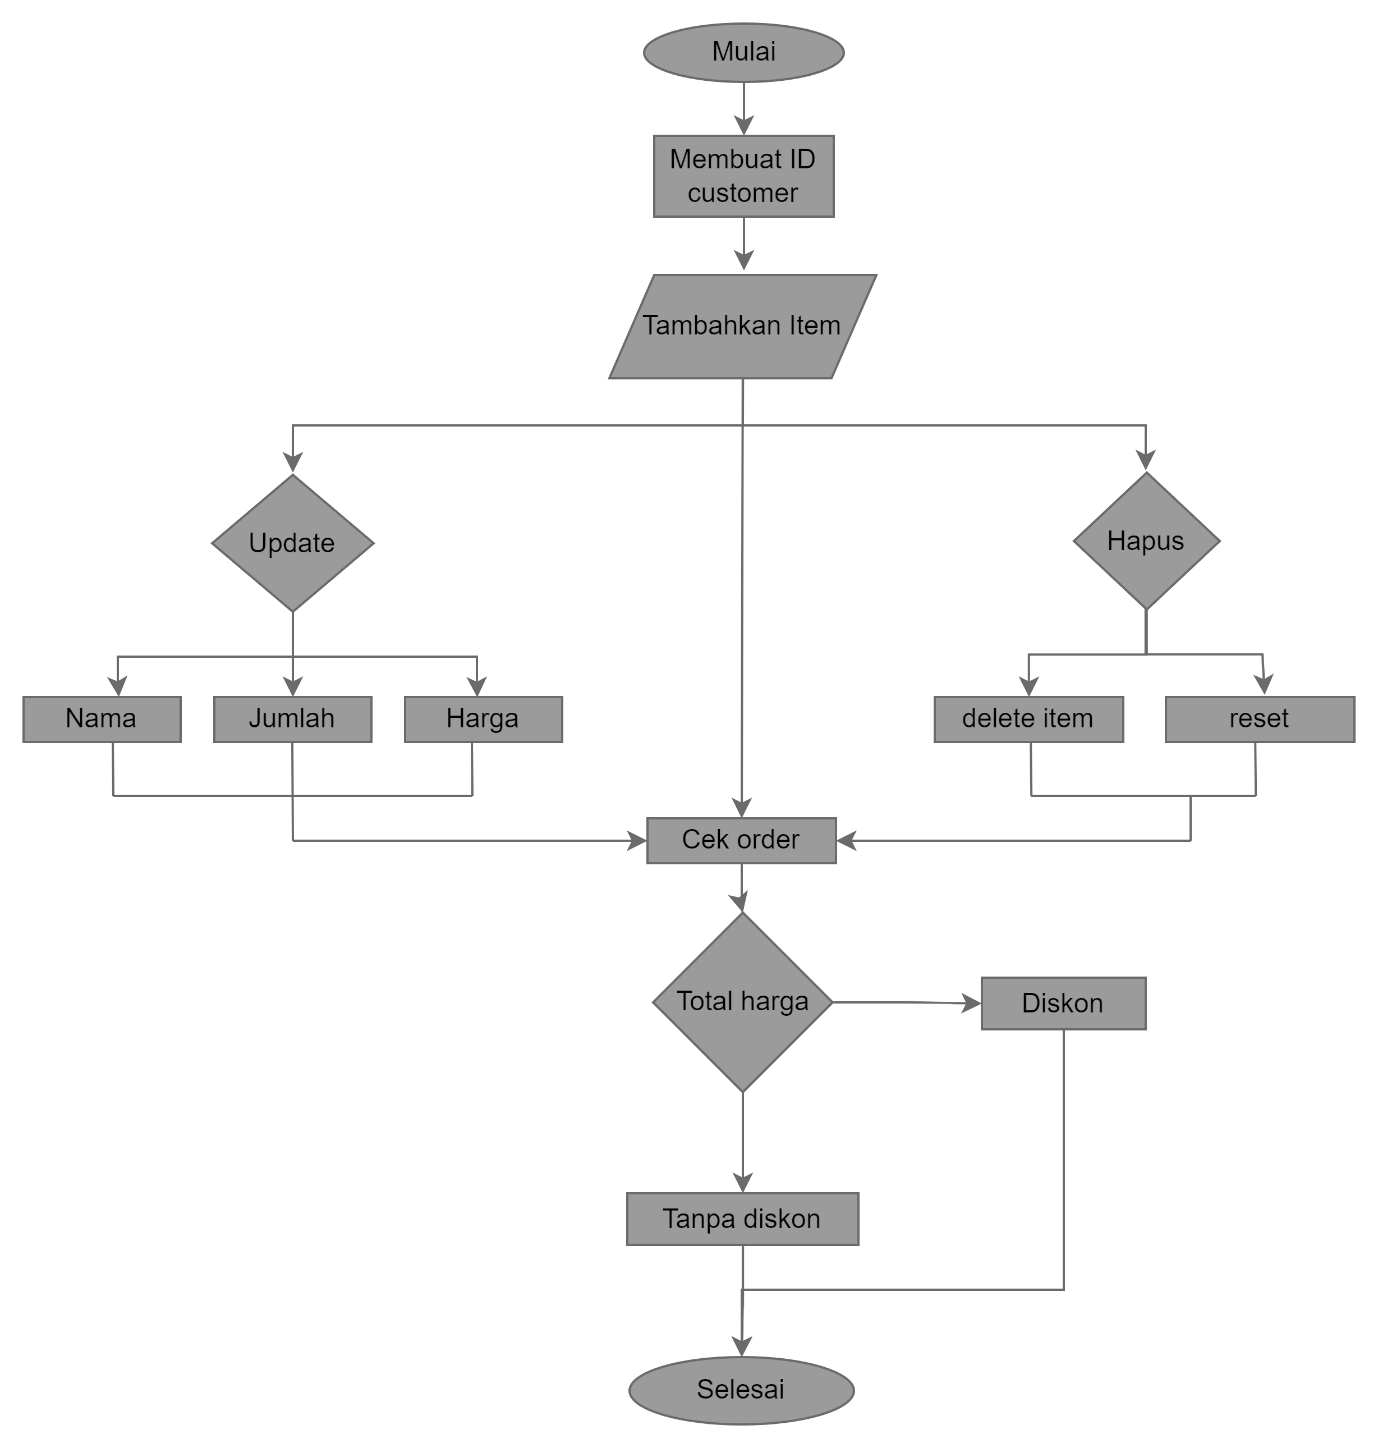 Mulai
Membuat ID
customer
Tambahkan Item
Update
Hapus
Nama
Jumlah
Harga
delete item
reset
Cek order
Total harga
Diskon
Tanpa diskon
Selesai